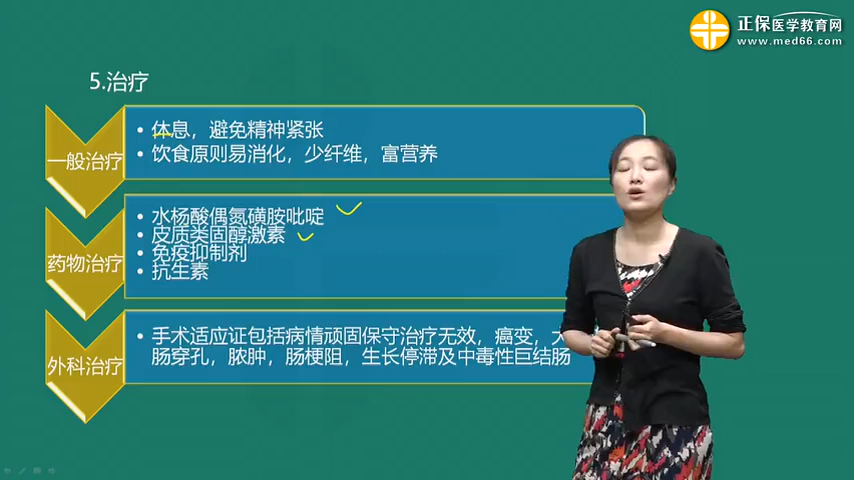 正保医学教育网
www.med66.com
5.治疗
一般治疗
• 体息，避免精神紧张
• 饮食原则易消化，少纤维，富营养
药物治疗
• 水杨酸偶氮磺胺吡啶
• 皮质类固醇激素
• 免疫抑制剂
• 抗生素
外科治疗
• 手术适应证包括病情顽固保守治疗无效，癌变，大
肠穿孔，脓肿，肠梗阻，生长停滞及中毒性巨结肠